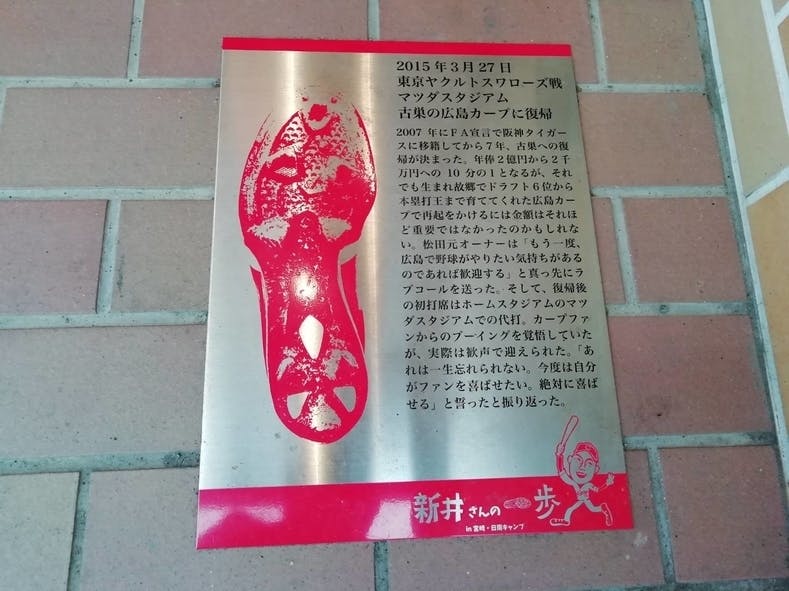 2015年3月27日
東京ヤクルトスワローズ戦
マツダスタジアム
古巣の広島カープに復帰
2007 年にFA宣言で阪神タイガー
スに移籍してから7年、古巣への復
帰が決まった。年俸2億円から2千
万円への 10 分の1となるが、それ
でも生まれ故郷でドラフト6位から
本塁打王まで育ててくれた広島カー
プで再起をかけるには金額はそれほ
ど重要ではなかったのかもしれな
い。松田元オーナーは「もう一度、
広島で野球がやりたい気持ちがある
のであれば歓迎する」と真っ先にラ
ブコールを送った。そして、復帰後
の初打席はホームスタジアムのマツ
ダスタジアムでの代打。カープファ
ンからのブーイングを覚悟していた
が、実際は歓声で迎えられた。「あ
れは一生忘れられない。今度は自分
がファンを喜ばせたい。絶対に喜ば
せる」と誓ったと振り返った。
新井さんの一歩
in 宮崎・日南キャンプ